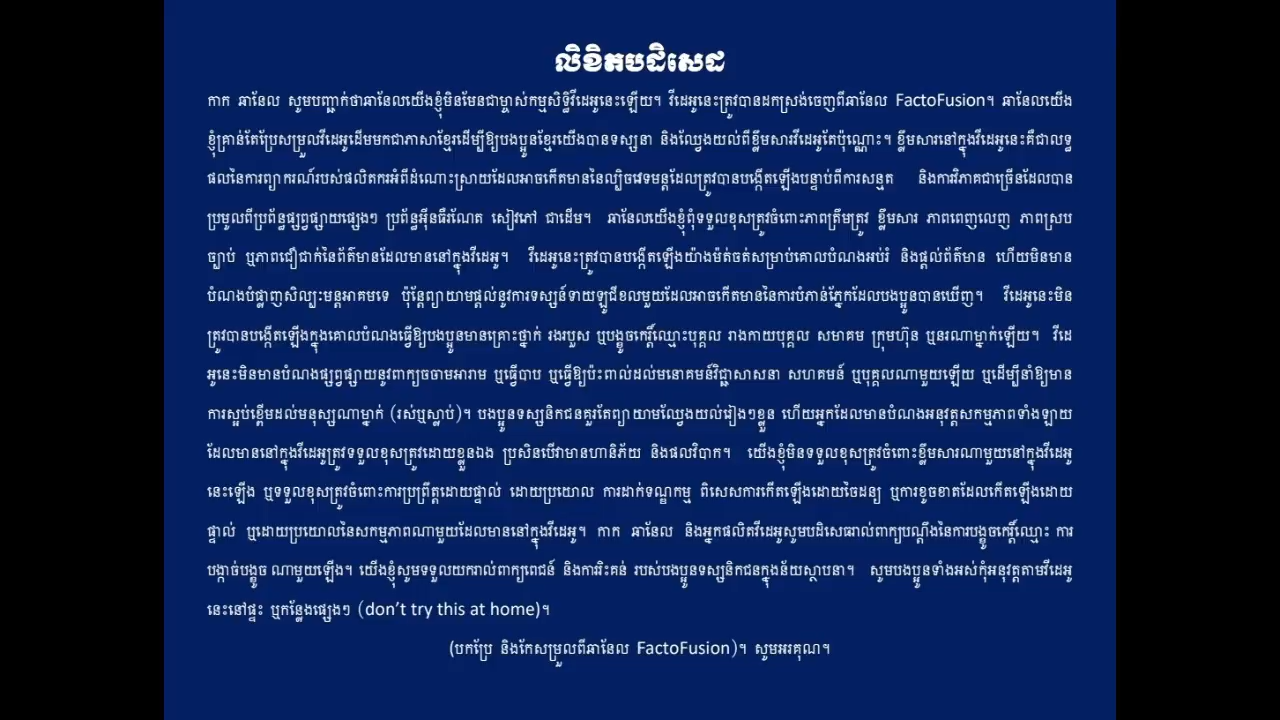 លិខិតបដិសេដ
កាក ឆានែល សូមបញ្ជាក់ថាឆានែលយើងខ្ញុំមិនមែនជាម្ចាស់កម្មសិទ្ធិវីដេអូនេះឡើយ។ វីដេអូនេះត្រូវបានដកស្រង់ចេញពីឆានែល FactoFusion។ ឆានែលយើង
ខ្ញុំគ្រាន់តែប្រែសម្រួលវីដេអូដើមមកជាភាសាខ្មែរដើម្បីឱ្យបងប្អូនខ្មែរយើងបានទស្សនា និងឈ្វេងយល់ពីខ្លឹមសារវីដេអូតែប៉ុណ្ណោះ។ ខ្លឹមសារនៅក្នុងវីដេអូនេះគឺជាលទ្ធ
ផលនៃការព្យាករណ៍របស់ផលិតករអំពីដំណោះស្រាយដែលអាចកើតមាននៃល្បិចវេទមន្តដែលត្រូវបានបង្កើតឡើងបន្ទាប់ពីការសន្មត និងការវិភាគជាច្រើនដែលបាន
ប្រមូលពីប្រព័ន្ធផ្សព្វផ្សាយផ្សេងៗ ប្រព័ន្ធអ៊ីនធឺរណែត សៀវភៅ ជាដើម។ ឆានែលយើងខ្ញុំពុំទទួលខុសត្រូវចំពោះភាពត្រឹមត្រូវ ខ្លឹមសារ ភាពពេញលេញ ភាពស្រប
ច្បាប់ ឬភាពជឿជាក់នៃព័ត៌មានដែលមាននៅក្នុងវីដេអូ។ វីដេអូនេះត្រូវបានបង្កើតឡើងយ៉ាងម៉ត់ចត់សម្រាប់គោលបំណងអប់រំ និងផ្តល់ព័ត៌មាន ហើយមិនមាន
បំណងបំផ្លាញសិល្បះមន្តអាគមទេ ប៉ុន្តែព្យាយាមផ្តល់នូវការទស្សន៍ទាយឡូជីខលមួយដែលអាចកើតមាននៃការបំភាន់ភ្នែកដែលបងប្អូនបានឃើញ។ វីដេអូនេះមិន
ត្រូវបានបង្កើតឡើងក្នុងគោលបំណងធ្វើឱ្យបងប្អូនមានគ្រោះថ្នាក់ រងរបួស ឬបង្ខូចកេរ្តិ៍ឈ្មោះបុគ្គល រាងកាយបុគ្គល សមាគម ក្រុមហ៊ុន ឬនរណាម្នាក់ឡើយ។ វីដេ
អូនេះមិនមានបំណងផ្សព្វផ្សាយនូវពាក្យចចាមអារាម ឬធ្វើបាប ឬធ្វើឱ្យប៉ះពាល់ដល់មនោគមន៍វិជ្ជាសាសនា សហគមន៍ ឬបុគ្គលណាមួយឡើយ ឬដើម្បីនាំឱ្យមាន
ការស្អប់ខ្ពើមដល់មនុស្សណាម្នាក់ (រស់ឬស្លាប់)។ បងប្អូនទស្សនិកជនគួរតែព្យាយាមឈ្វេងយល់រៀងៗខ្លួន ហើយអ្នកដែលមានបំណងអនុវត្តសកម្មភាពទាំងឡាយ
ដែលមាននៅក្នុងវីដេអូត្រូវទទួលខុសត្រូវដោយខ្លួនឯង ប្រសិនបើវាមានហានិភ័យ និងផលវិបាក។ យើងខ្ញុំមិនទទួលខុសត្រូវចំពោះខ្លឹមសារណាមួយនៅក្នុងវីដេអូ
នេះឡើង ឬទទួលខុសត្រូវចំពោះការប្រព្រឹត្តដោយផ្ទាល់ ដោយប្រយោល ការដាក់ទណ្ឌកម្ម ពិសេសការកើតឡើងដោយចៃដន្យ ឬការខូចខាតដែលកើតឡើងដោយ
ផ្ទាល់ ឬដោយប្រយោលនៃសកម្មភាពណាមួយដែលមាននៅក្នុងវីដេអូ។ កាក ឆានែល និងអ្នកផលិតវីដេអូសូមបដិសេធរាល់ពាក្យបណ្តឹងនៃការបង្ខូចកេរ្តិ៍ឈ្មោះ ការ
បង្កាច់បង្ខូច ណាមួយឡើង។ យើងខ្ញុំសូមទទួលយករាល់ពាក្យពេជន៍ និងការរិះគន់ របស់បងប្អូនទស្សនិកជនក្នុងន័យស្ថាបនា។ សូមបងប្អូនទាំងអស់កុំអនុវត្តតាមវីដេអូ
នេះនៅផ្ទះ ឬកន្លែងផ្សេងៗ (don't try this at home)។
(បកប្រែ និងកែសម្រួលពីឆានែល FactoFusion)។ សូមអរគុណ។